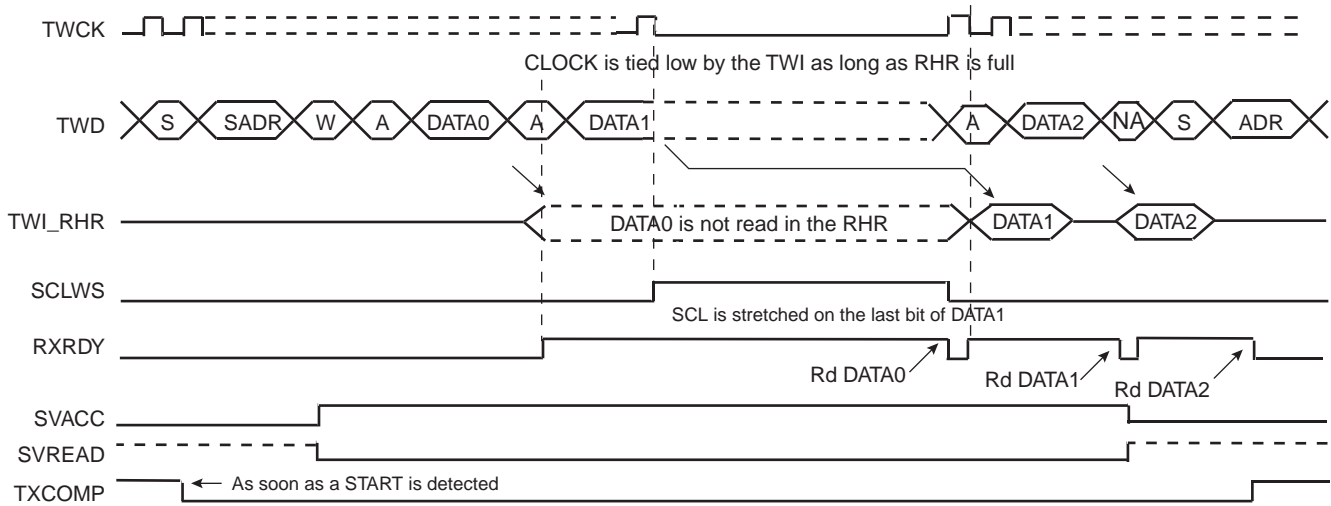 TWCK
CLOCK is tied low by the TWI as long as RHR is full
TWD S SADR W A DATA0 A DATA1 A DATA2 NA S ADR
TWI_RHR DATA0 is not read in the RHR DATA1 DATA2
SCLWS
SCL is stretched on the last bit of DATA1
RXRDY
Rd DATA0 Rd DATA1 Rd DATA2
SVACC
SVREAD
TXCOMP As soon as a START is detected